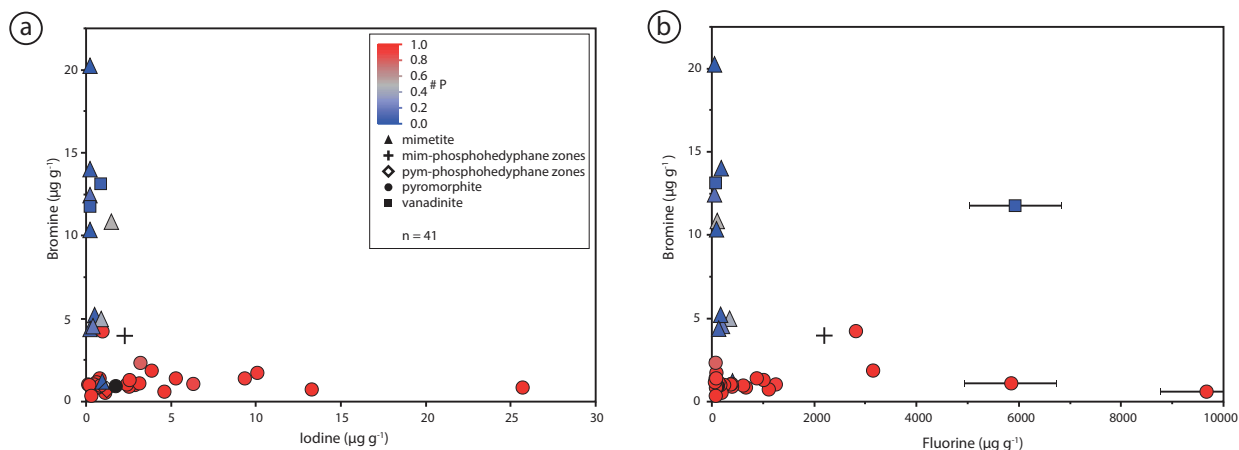 a
Bromine (µg g-1)
20
15
10
5
0
0
5
10
15
20
25
30
Iodine (µg g-1)
1.0
0.8
0.6
0.4
0.2
0.0
# P
mimetite
mim-phosphohedyphane zones
pym-phosphohedyphane zones
pyromorphite
vanadinite
n = 41
b
Bromine (µg g-1)
20
15
10
5
0
0
2000
4000
6000
8000
10000
Fluorine (µg g-1)